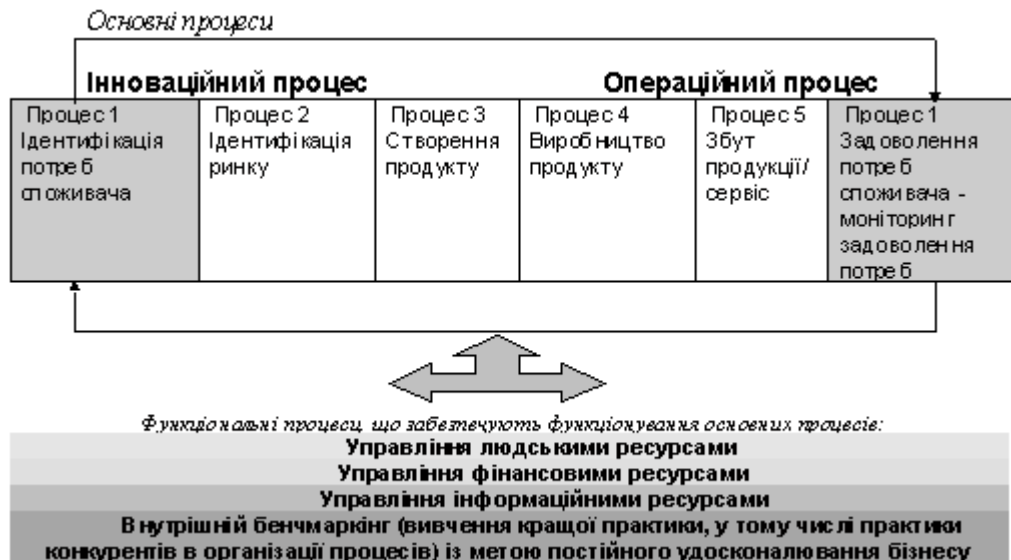 Основні процеси
Інноваційний процес
Операційний процес
Процес 1
Ідентифікація
потреб
споживача
Процес 2
Ідентифікація
ринку
Процес 3
Створення
продукту
Процес 4
Виробництво
продукту
Процес 5
Збут
продукції/
сервіс
Процес 1
Задоволення
потреб
споживача -
моніторинг
задоволення
потреб
Функціональні процеси, що забезпечують функціонування основних процесів:
Управління людськими ресурсами
Управління фінансовими ресурсами
Управління інформаційними ресурсами
Внутрішній бенчмаркінг (вивчення кращої практики, у тому числі практики
конкурентів в організації процесів) із метою постійного удосконалювання бізнесу